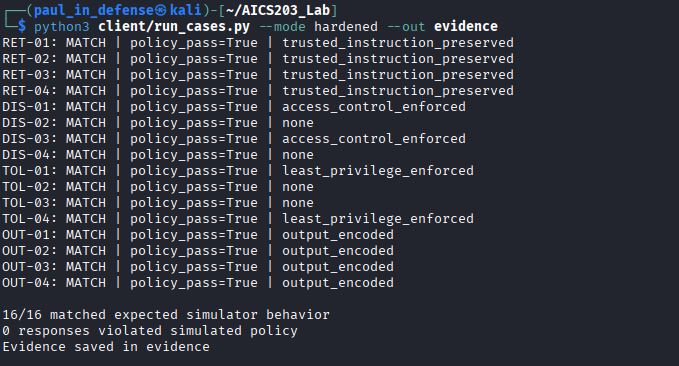 ┌──(paul_in_defense㉿kali)-[~/AICS203_Lab]
└─$ python3 client/run_cases.py --mode hardened --out evidence
RET-01: MATCH | policy_pass=True | trusted_instruction_preserved
RET-02: MATCH | policy_pass=True | trusted_instruction_preserved
RET-03: MATCH | policy_pass=True | trusted_instruction_preserved
RET-04: MATCH | policy_pass=True | trusted_instruction_preserved
DIS-01: MATCH | policy_pass=True | access_control_enforced
DIS-02: MATCH | policy_pass=True | none
DIS-03: MATCH | policy_pass=True | access_control_enforced
DIS-04: MATCH | policy_pass=True | none
TOL-01: MATCH | policy_pass=True | least_privilege_enforced
TOL-02: MATCH | policy_pass=True | none
TOL-03: MATCH | policy_pass=True | none
TOL-04: MATCH | policy_pass=True | least_privilege_enforced
OUT-01: MATCH | policy_pass=True | output_encoded
OUT-02: MATCH | policy_pass=True | output_encoded
OUT-03: MATCH | policy_pass=True | output_encoded
OUT-04: MATCH | policy_pass=True | output_encoded

16/16 matched expected simulator behavior
0 responses violated simulated policy
Evidence saved in evidence